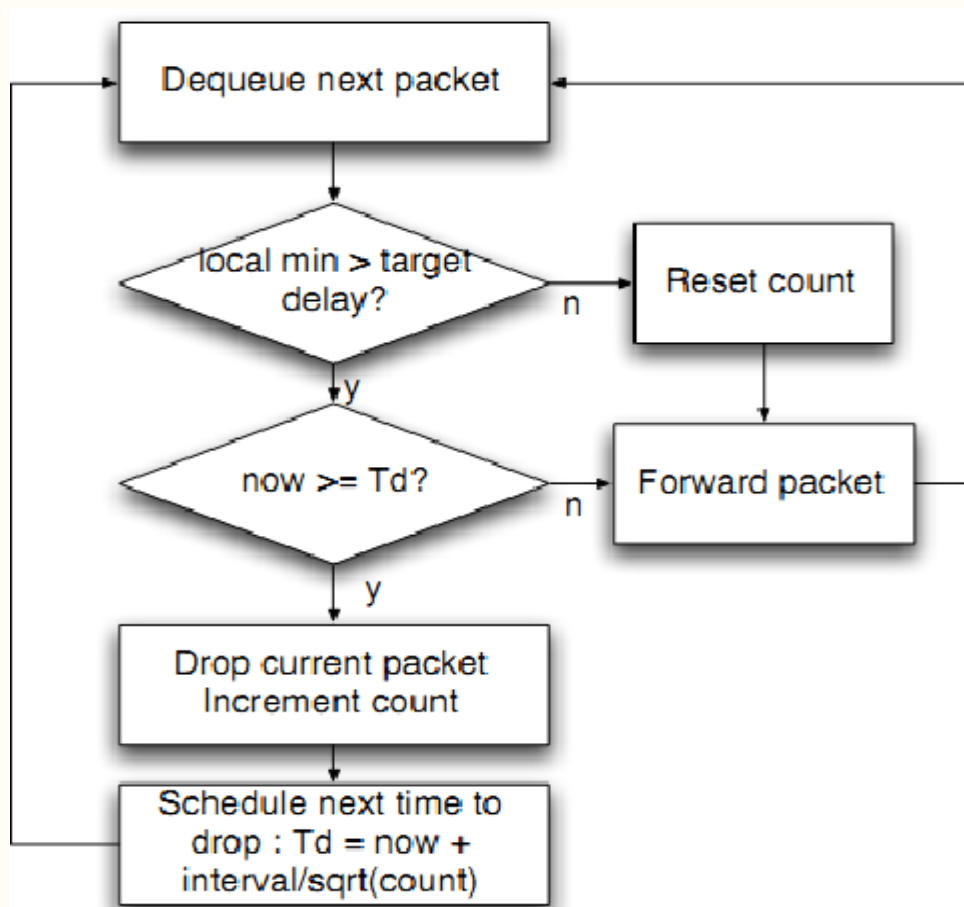 Dequeue next packet
local min > target
delay?
n
Reset count
y
now >= Td?
n
Forward packet
y
Drop current packet
Increment count
Schedule next time to
drop : Td = now +
interval/sqrt(count)